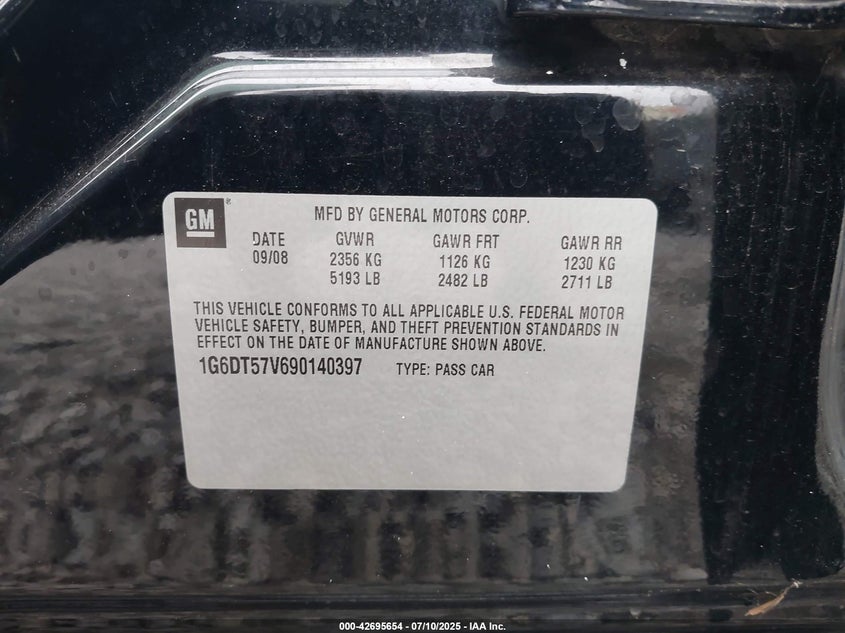 GM®
MFD BY GENERAL MOTORS CORP.
DATE GVWR GAWR FRT GAWR RR
09/08 2356 KG 1126 KG 1230 KG
5193 LB 2482 LB 2711 LB
THIS VEHICLE CONFORMS TO ALL APPLICABLE U.S. FEDERAL MOTOR
VEHICLE SAFETY, BUMPER, AND THEFT PREVENTION STANDARDS IN
EFFECT ON THE DATE OF MANUFACTURE SHOWN ABOVE.
1G6DT57V690140397 TYPE: PASS CAR
000-42695654 - 07/10/2025 - IAA Inc.